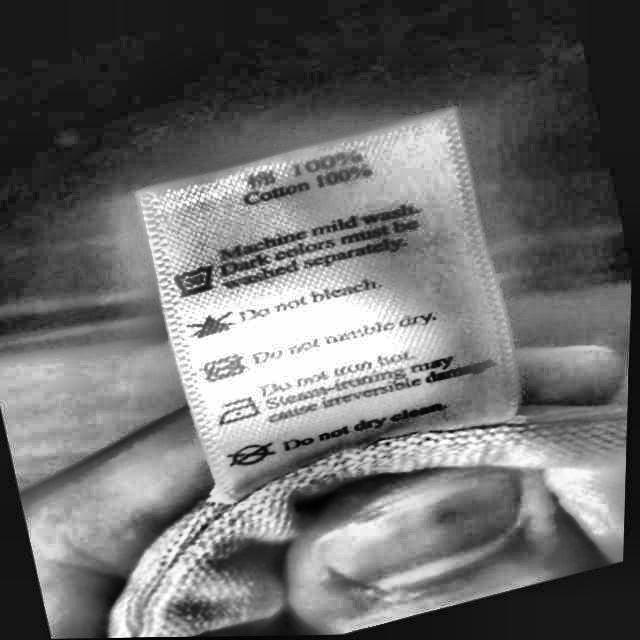 100%
Cotton 100%
Machine mild wash.
Dark colors must be
washed separately.
Do not bleach.
Do not tumble dry.
Do not iron hot.
Steam ironing may
cause irreversible
Do not dry clean.